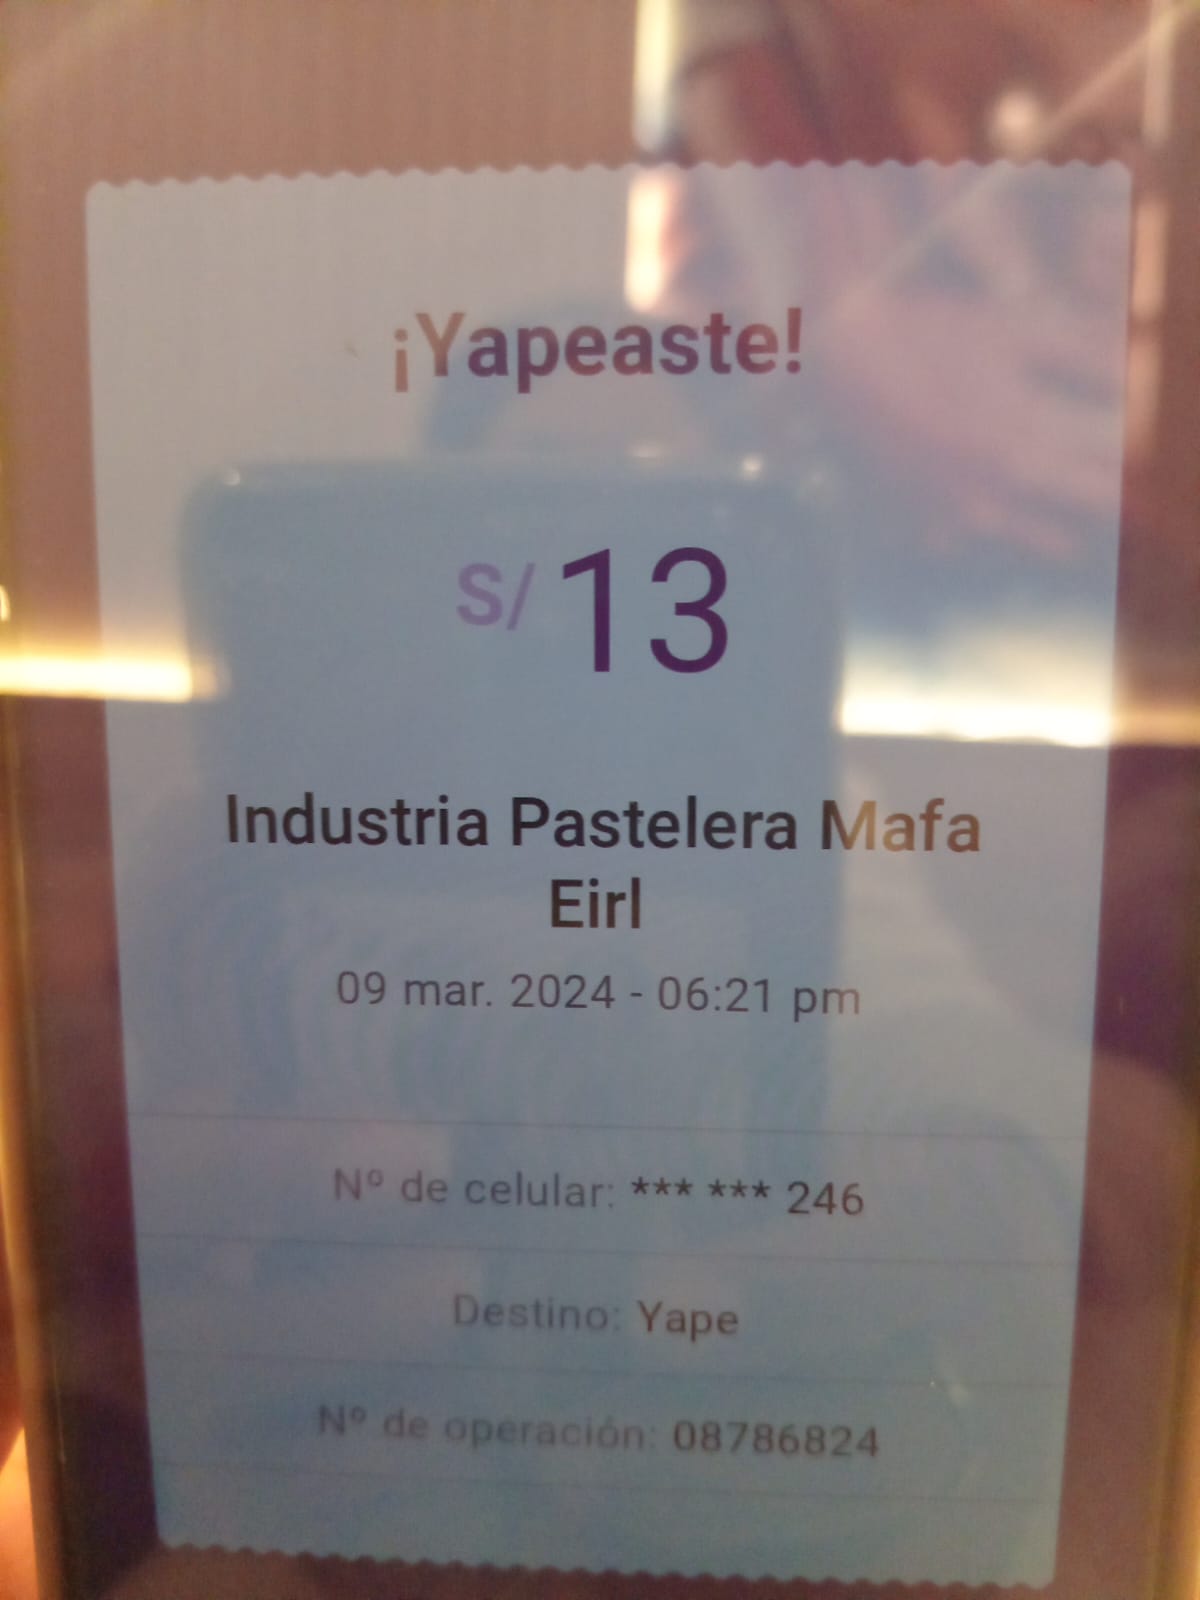 ¡Yapeaste!
S/ 13
Industria Pastelera Mafa
Eirl
09 mar. 2024 - 06:21 pm
Nº de celular: *** *** 246
Destino: Yape
Nº de operación: 08786824